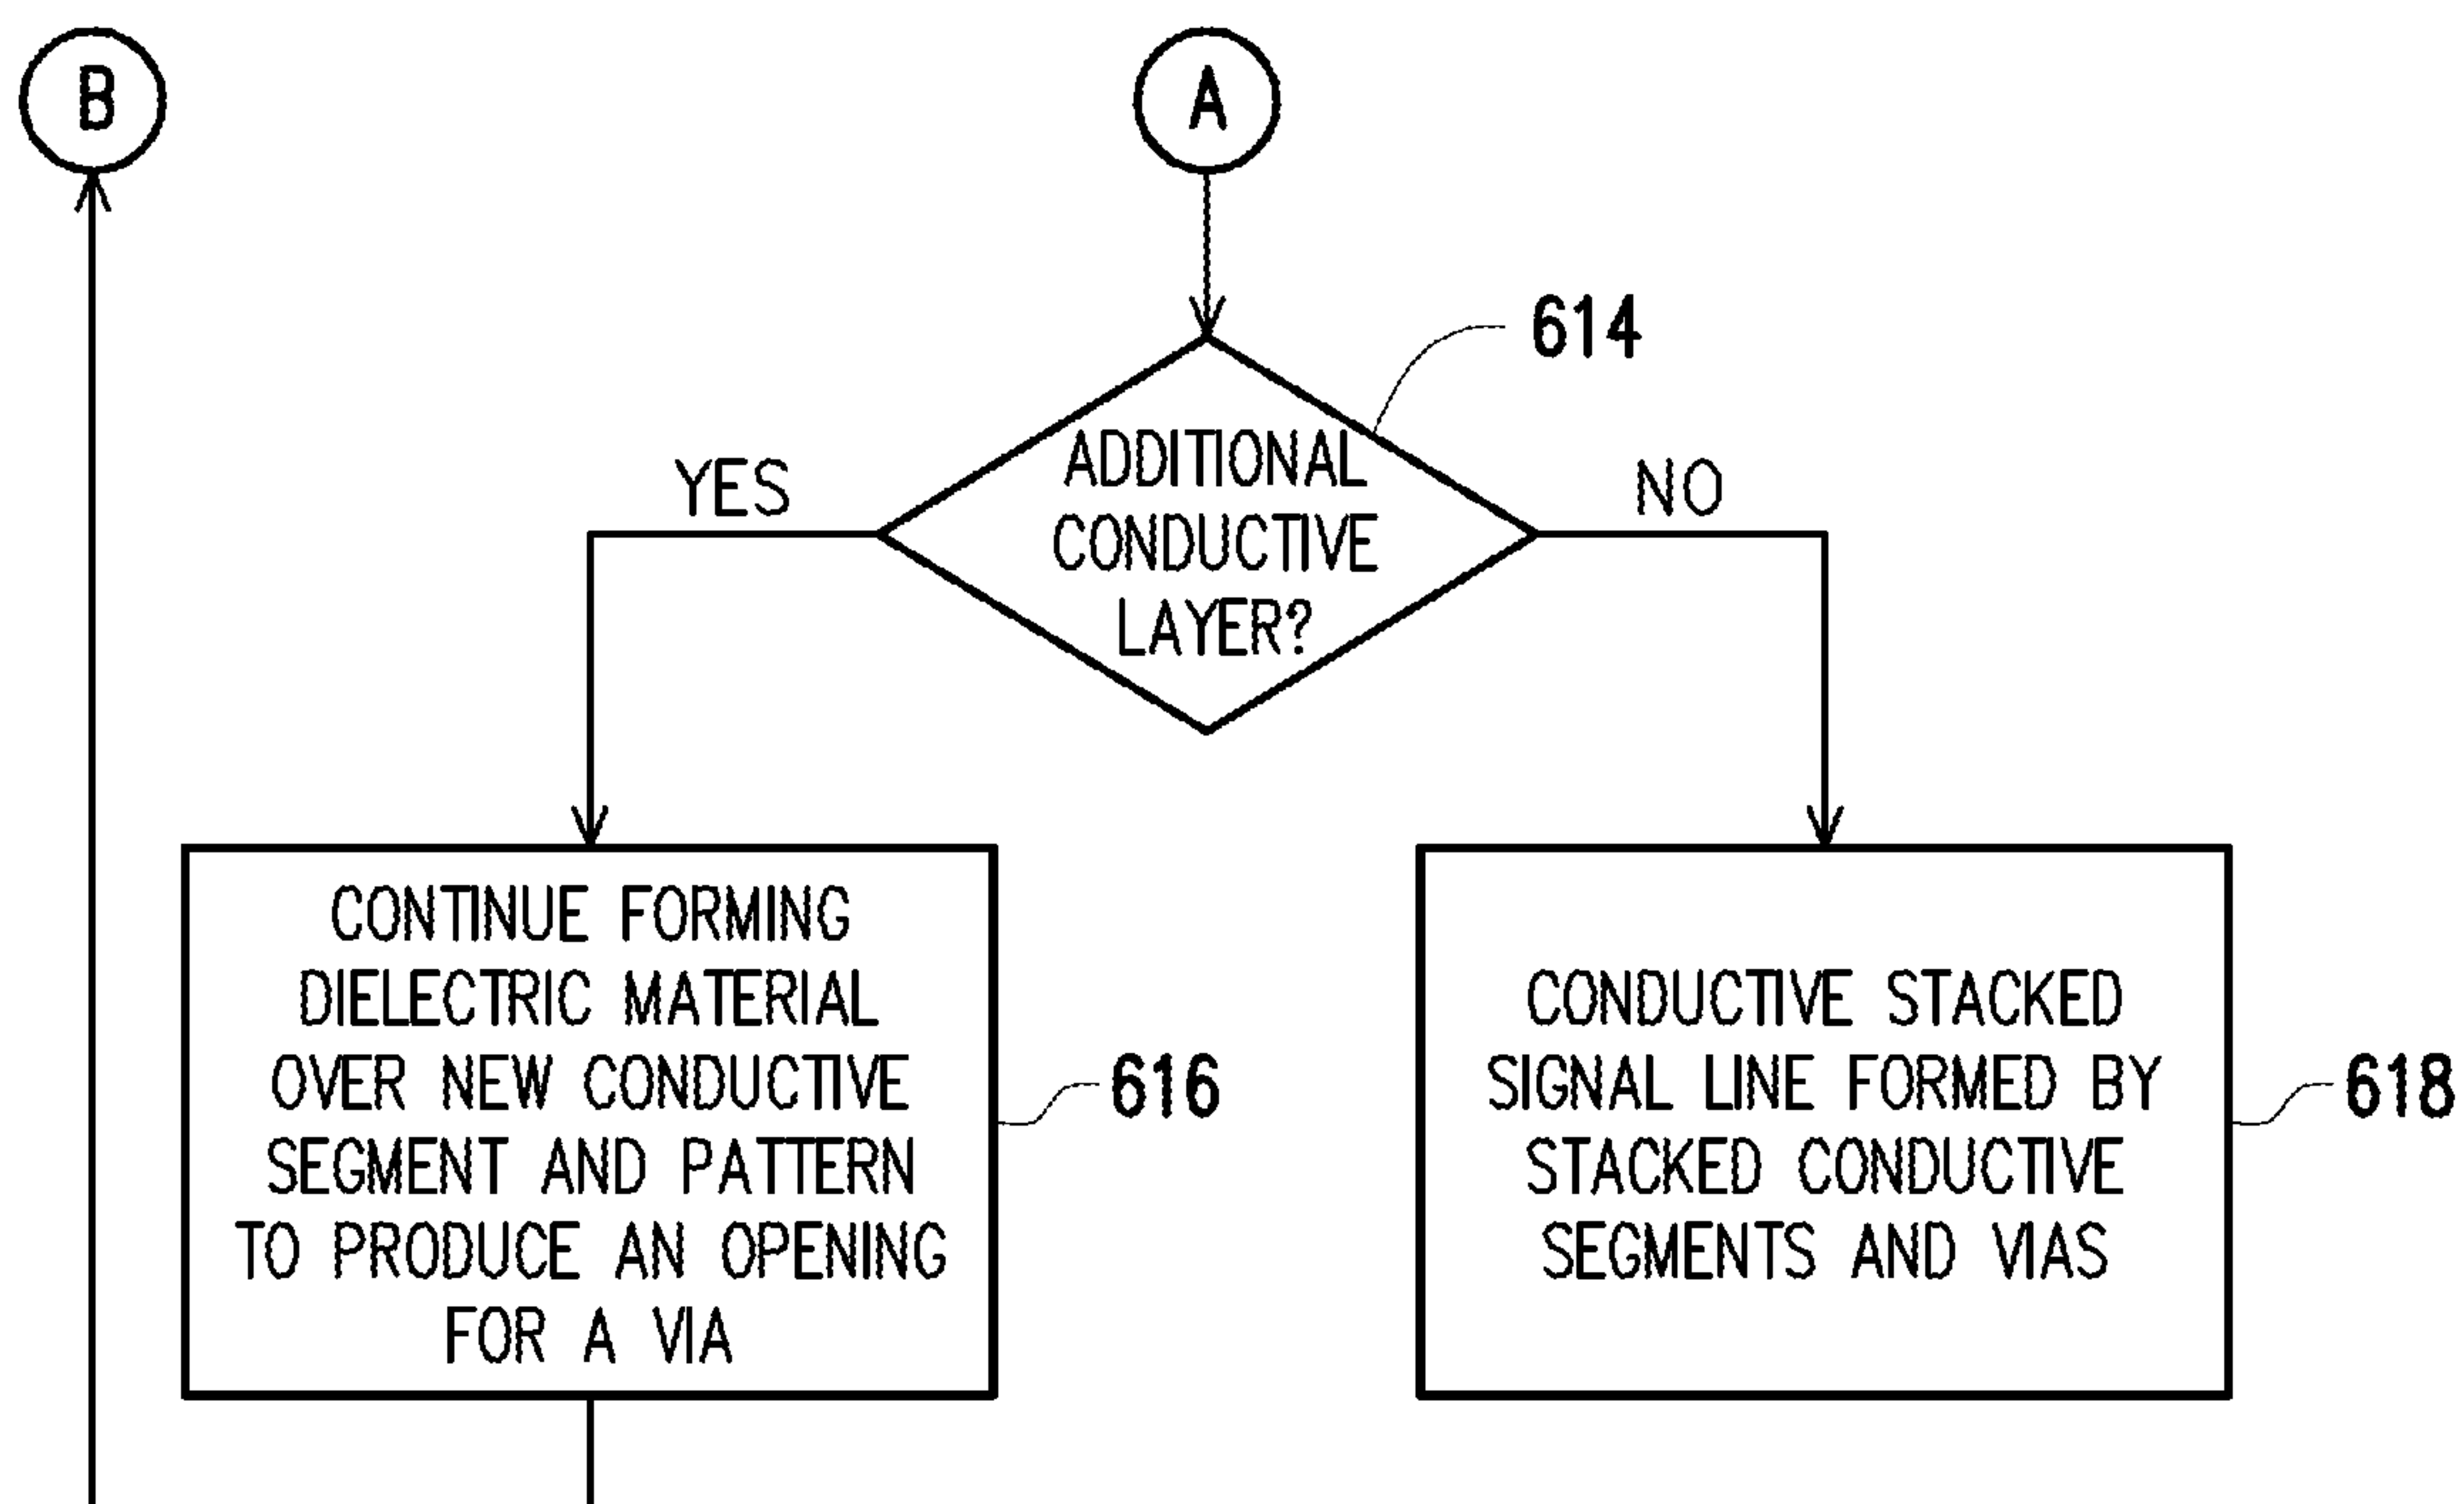 B
A
614
ADDITIONAL
CONDUCTIVE
LAYER?
YES
NO
CONTINUE FORMING
DIELECTRIC MATERIAL
OVER NEW CONDUCTIVE
SEGMENT AND PATTERN
TO PRODUCE AN OPENING
FOR A VIA
616
CONDUCTIVE STACKED
SIGNAL LINE FORMED BY
STACKED CONDUCTIVE
SEGMENTS AND VIAS
618